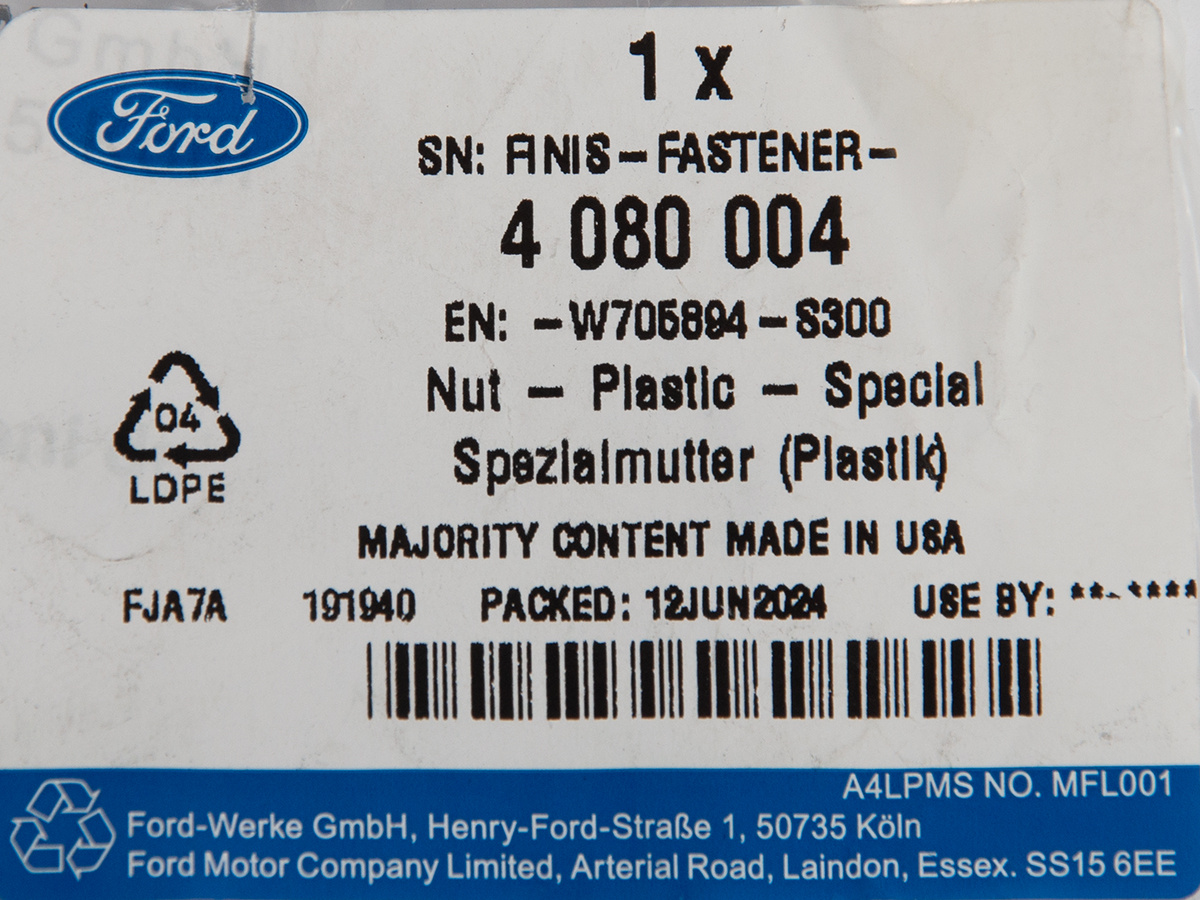 Ford
1 x
SN: FINIS-FASTENER-
4 080 004
EN: -W705894-S300
Nut - Plastic - Special
Spezialmutter (Plastik)
04
LDPE
MAJORITY CONTENT MADE IN USA
FJA7A 191940 PACKED: 12JUN2024 USE BY: **-****
A4LPMS NO. MFL001
Ford-Werke GmbH, Henry-Ford-Straße 1, 50735 Köln
Ford Motor Company Limited, Arterial Road, Laindon, Essex. SS15 6EE